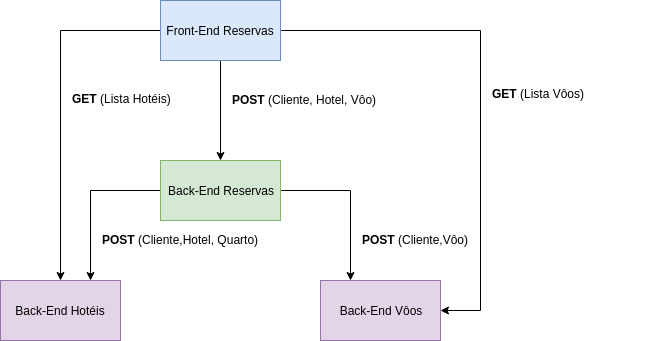 Front-End Reservas
GET (Lista Hotéis)
POST (Cliente, Hotel, Vôo)
GET (Lista Vôos)
Back-End Reservas
POST (Cliente,Hotel, Quarto)
POST (Cliente,Vôo)
Back-End Hotéis
Back-End Vôos